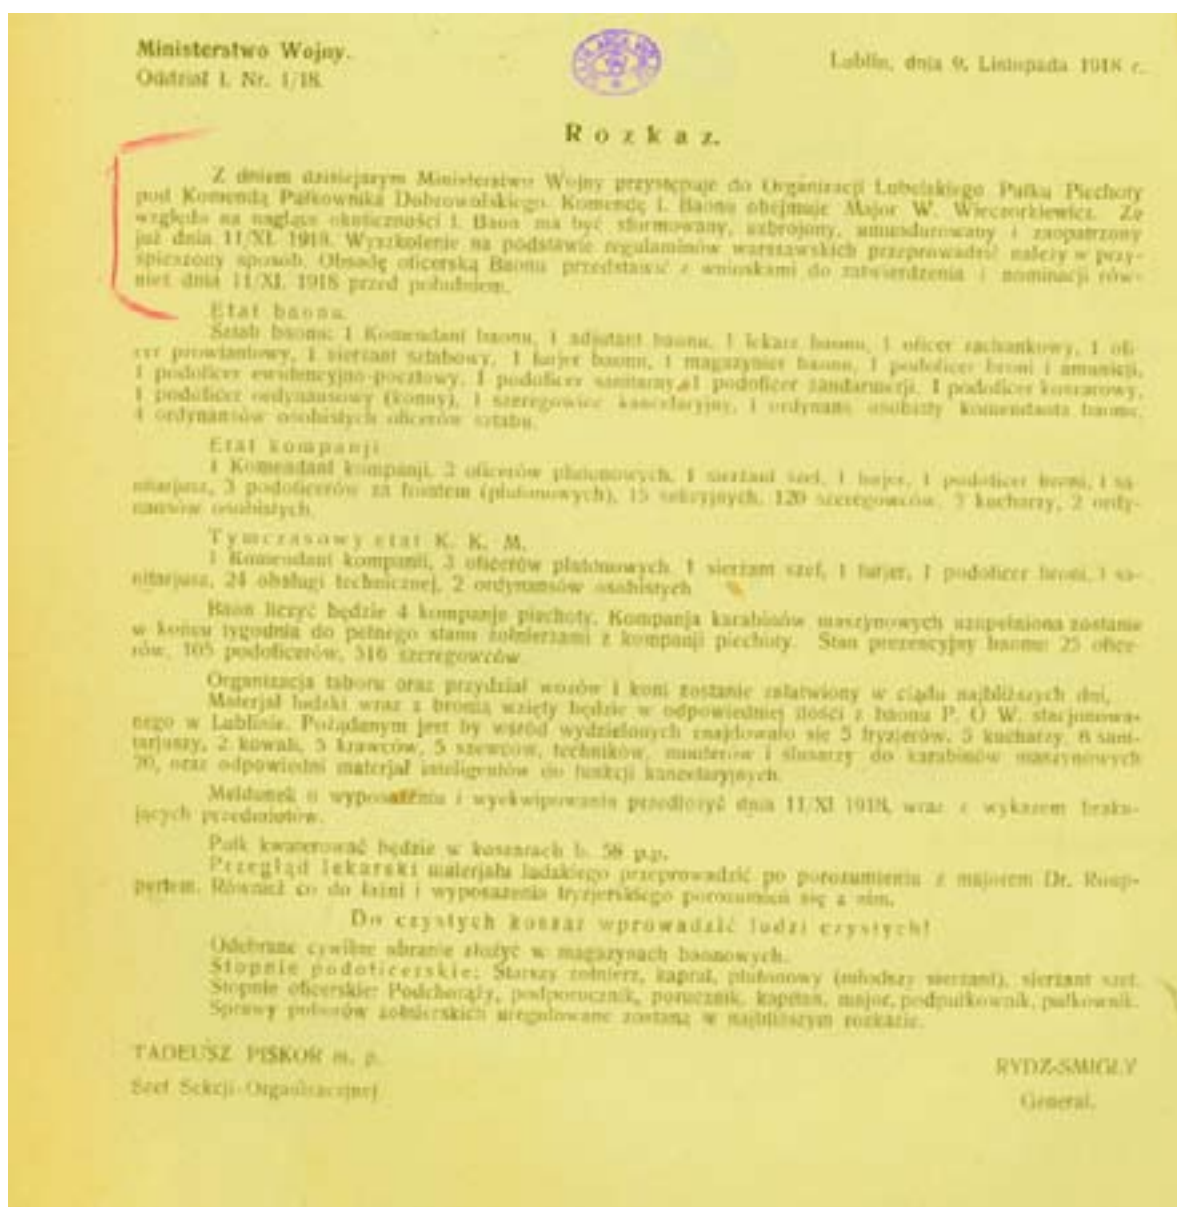 Ministerstwo Wojny.
Oddział I. Nr. 1/18.
Lublin, dnia 9. Listopada 1918 r.
Rozkaz.
Z dniem dzisiejszym Ministerstwo Wojny przystępuje do Organizacji Lubelskiego Pułku Piechoty
pod Komendą Pułkownika Dobrowolskiego. Komendę I. Baonu obejmuje Major W. Wieczorkiewicz. Ze
względu na naglące okoliczności I. Baon ma być sformowany, uzbrojony, umundurowany i zaopatrzony
już dnia 11/XI. 1918. Wyszkolenie na podstawie regulaminów warszawskich przeprowadzić należy w przy-
śpieszony sposób. Obsadę oficerską Baonu przedstawić z wnioskami do zatwierdzenia i nominacji rów-
nież dnia 11/XI. 1918 przed południem.
Etat baonu.
Sztab baonu: 1 Komendant baonu, 1 adjutant baonu, 1 lekarz baonu, 1 oficer rachunkowy, 1 ofi-
cer prowiantowy, 1 sierżant sztabowy, 1 furjer baonu, 1 magazynier baonu, 1 podoficer broni i amunicji,
1 podoficer ewidencyjno-pocztowy, 1 podoficer sanitarny, 1 podoficer żandarmerji, 1 podoficer koszarowy,
1 podoficer ordynansowy (konny), 1 szeregowiec kancelaryjny, 1 ordynans osobisty komendanta baonu,
4 ordynansów osobistych oficerów sztabu.
Etat kompanji
1 Komendant kompanji, 3 oficerów plutonowych, 1 sierżant szef, 1 furjer, 1 podoficer broni, 1 sa-
nitarjusz, 3 podoficerów za frontem (plutonowych), 15 sekcyjnych, 120 szeregowców, 3 kucharzy, 2 ordy-
nansów osobistych.
Tymczasowy etat K. K. M.
1 Komendant kompanii, 3 oficerów plutonowych, 1 sierżant szef, 1 furjer, 1 podoficer broni, 1 sa-
nitarjusz, 24 obsługi technicznej, 2 ordynansów osobistych
Baon liczyć będzie 4 kompanje piechoty. Kompanja karabinów maszynowych uzupełniona zostanie
w końcu tygodnia do pełnego stanu żołnierzami z kompanji piechoty. Stan prezencyjny baonu: 25 ofice-
rów, 105 podoficerów, 516 szeregowców
Organizacja taboru oraz przydział wozów i koni zostanie załatwiony w ciągu najbliższych dni.
Materjał ludzki wraz z bronią wzięty będzie w odpowiedniej ilości z baonu P. O W. stacjonowa-
nego w Lublinie. Pożądanym jest by wśród wydzielonych znajdowało się 5 fryzjerów, 5 kucharzy, 6 sani-
tarjuszy, 2 kowali, 5 krawców, 5 szewców, techników, monterów i ślusarzy do karabinów maszynowych
20, oraz odpowiedni materjał inteligentów do funkcji kancelaryjnych.
Meldunek o wyposażeniu i wyekwipowaniu przedłożyć dnia 11/XI 1918, wraz z wykazem braku-
jących przedmiotów.
Pułk kwaterować będzie w koszarach b. 58 p.p.
Przegląd lekarski materjału ludzkiego przeprowadzić po porozumieniu z majorem Dr. Roup-
pertem. Również co do łaźni i wyposażenia fryzjerskiego porozumieć się z nim.
Do czystych koszar wprowadzić ludzi czystych!
Odebrane cywilne ubranie złożyć w magazynach baonowych.
Stopnie podoficerskie: Starszy żołnierz, kapral, plutonowy (młodszy sierżant), sierżant szef.
Stopnie oficerskie: Podchorąży, podporucznik, porucznik, kapitan, major, podpułkownik, pułkownik.
Sprawy poborów żołnierskich uregulowane zostaną w najbliższym rozkazie.
TADEUSZ PISKOR m. p.
Szef Sekcji Organizacyjnej
RYDZ-ŚMIGŁY
Generał.